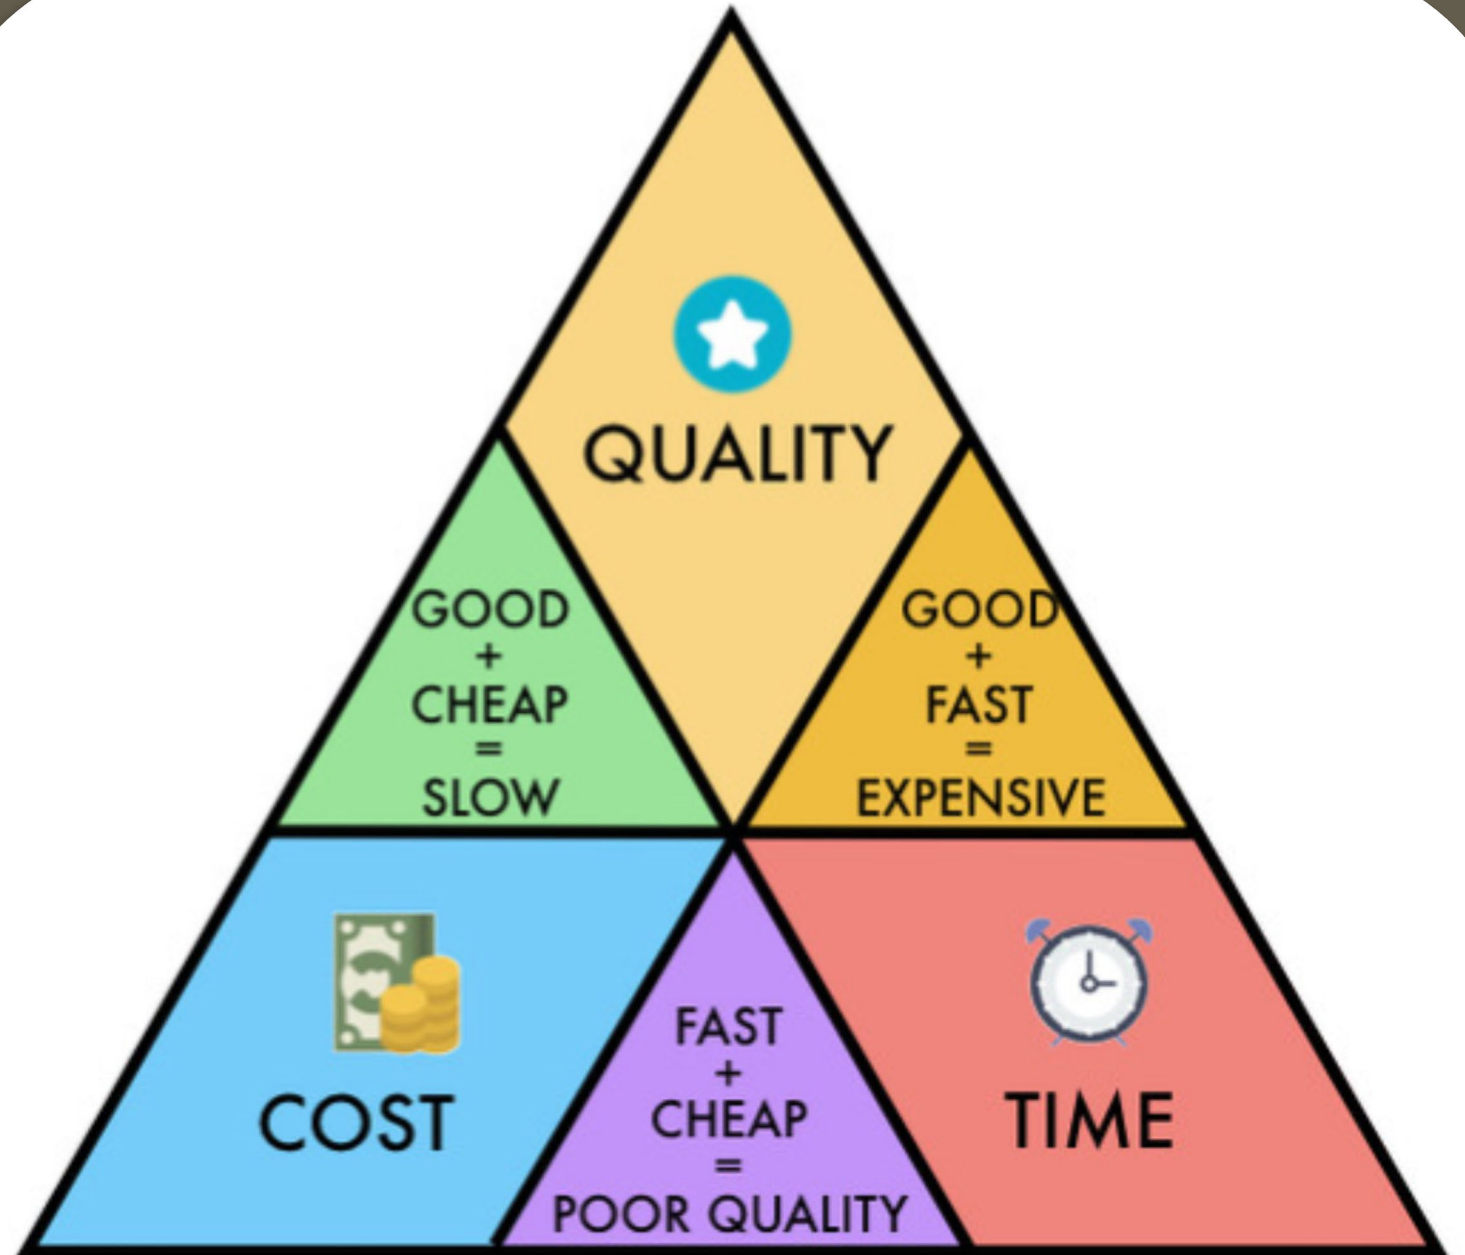 QUALITY
GOOD
+
CHEAP
=
SLOW
GOOD
+
FAST
=
EXPENSIVE
COST
FAST
+
CHEAP
=
POOR QUALITY
TIME